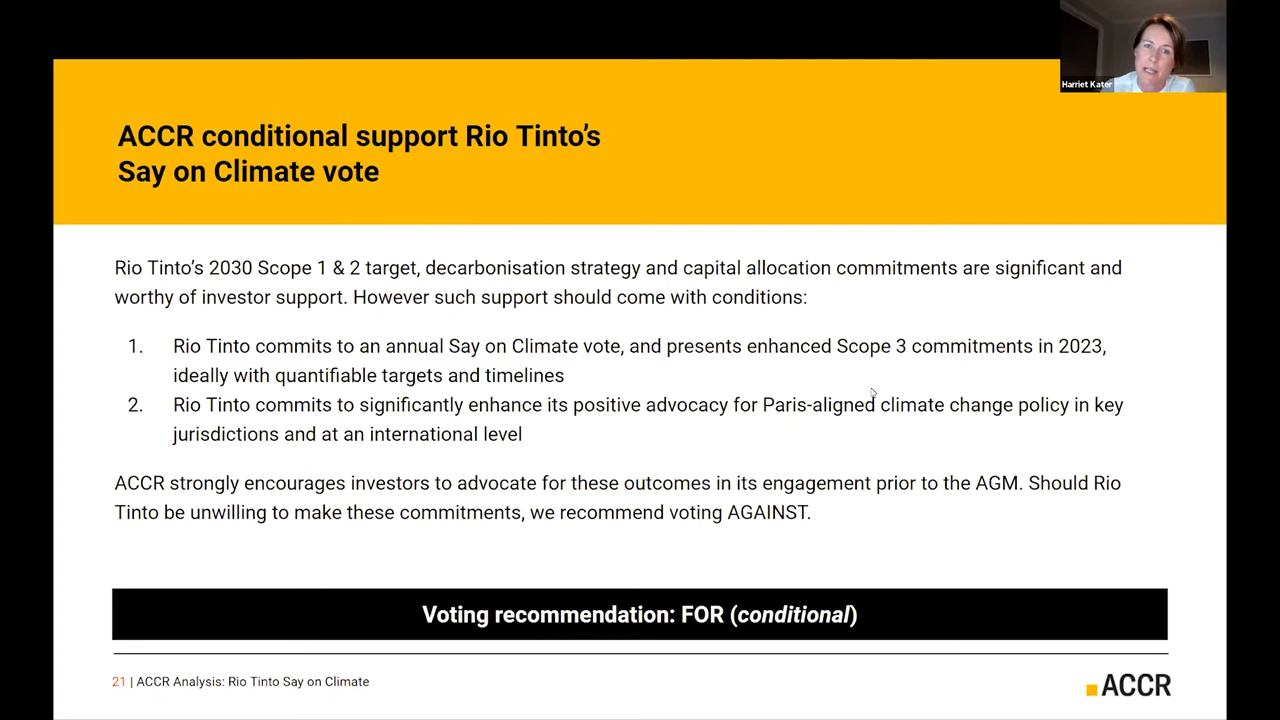 Harriet Kater
ACCR conditional support Rio Tinto's
Say on Climate vote
Rio Tinto's 2030 Scope 1 & 2 target, decarbonisation strategy and capital allocation commitments are significant and
worthy of investor support. However such support should come with conditions:
1. Rio Tinto commits to an annual Say on Climate vote, and presents enhanced Scope 3 commitments in 2023,
ideally with quantifiable targets and timelines
2. Rio Tinto commits to significantly enhance its positive advocacy for Paris-aligned climate change policy in key
jurisdictions and at an international level
ACCR strongly encourages investors to advocate for these outcomes in its engagement prior to the AGM. Should Rio
Tinto be unwilling to make these commitments, we recommend voting AGAINST.
Voting recommendation: FOR (conditional)
21 | ACCR Analysis: Rio Tinto Say on Climate
ACCR